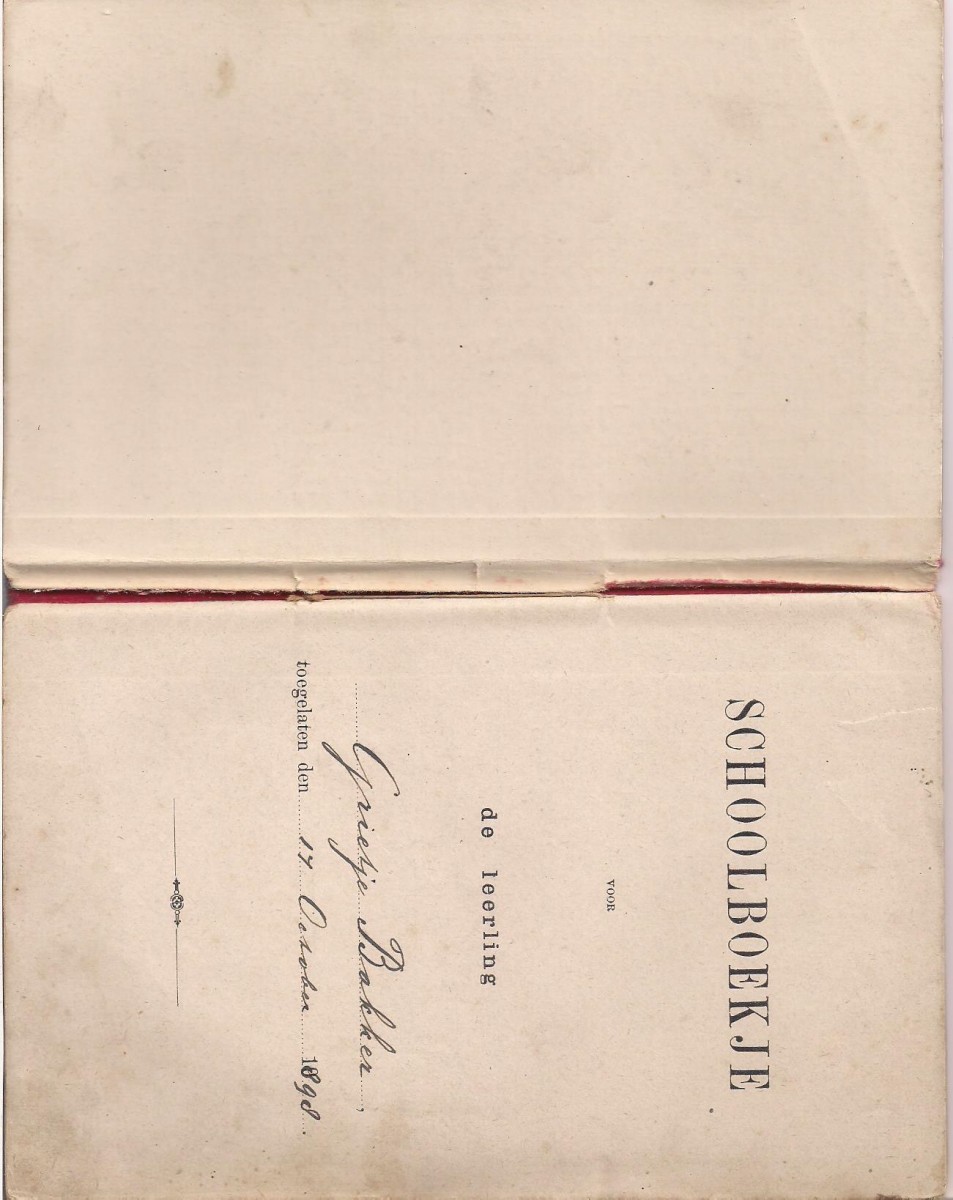 SCHOOLBOEKJE
VOOR
de leerling
Grietje Bakker,
toegelaten den 17 October 1898.